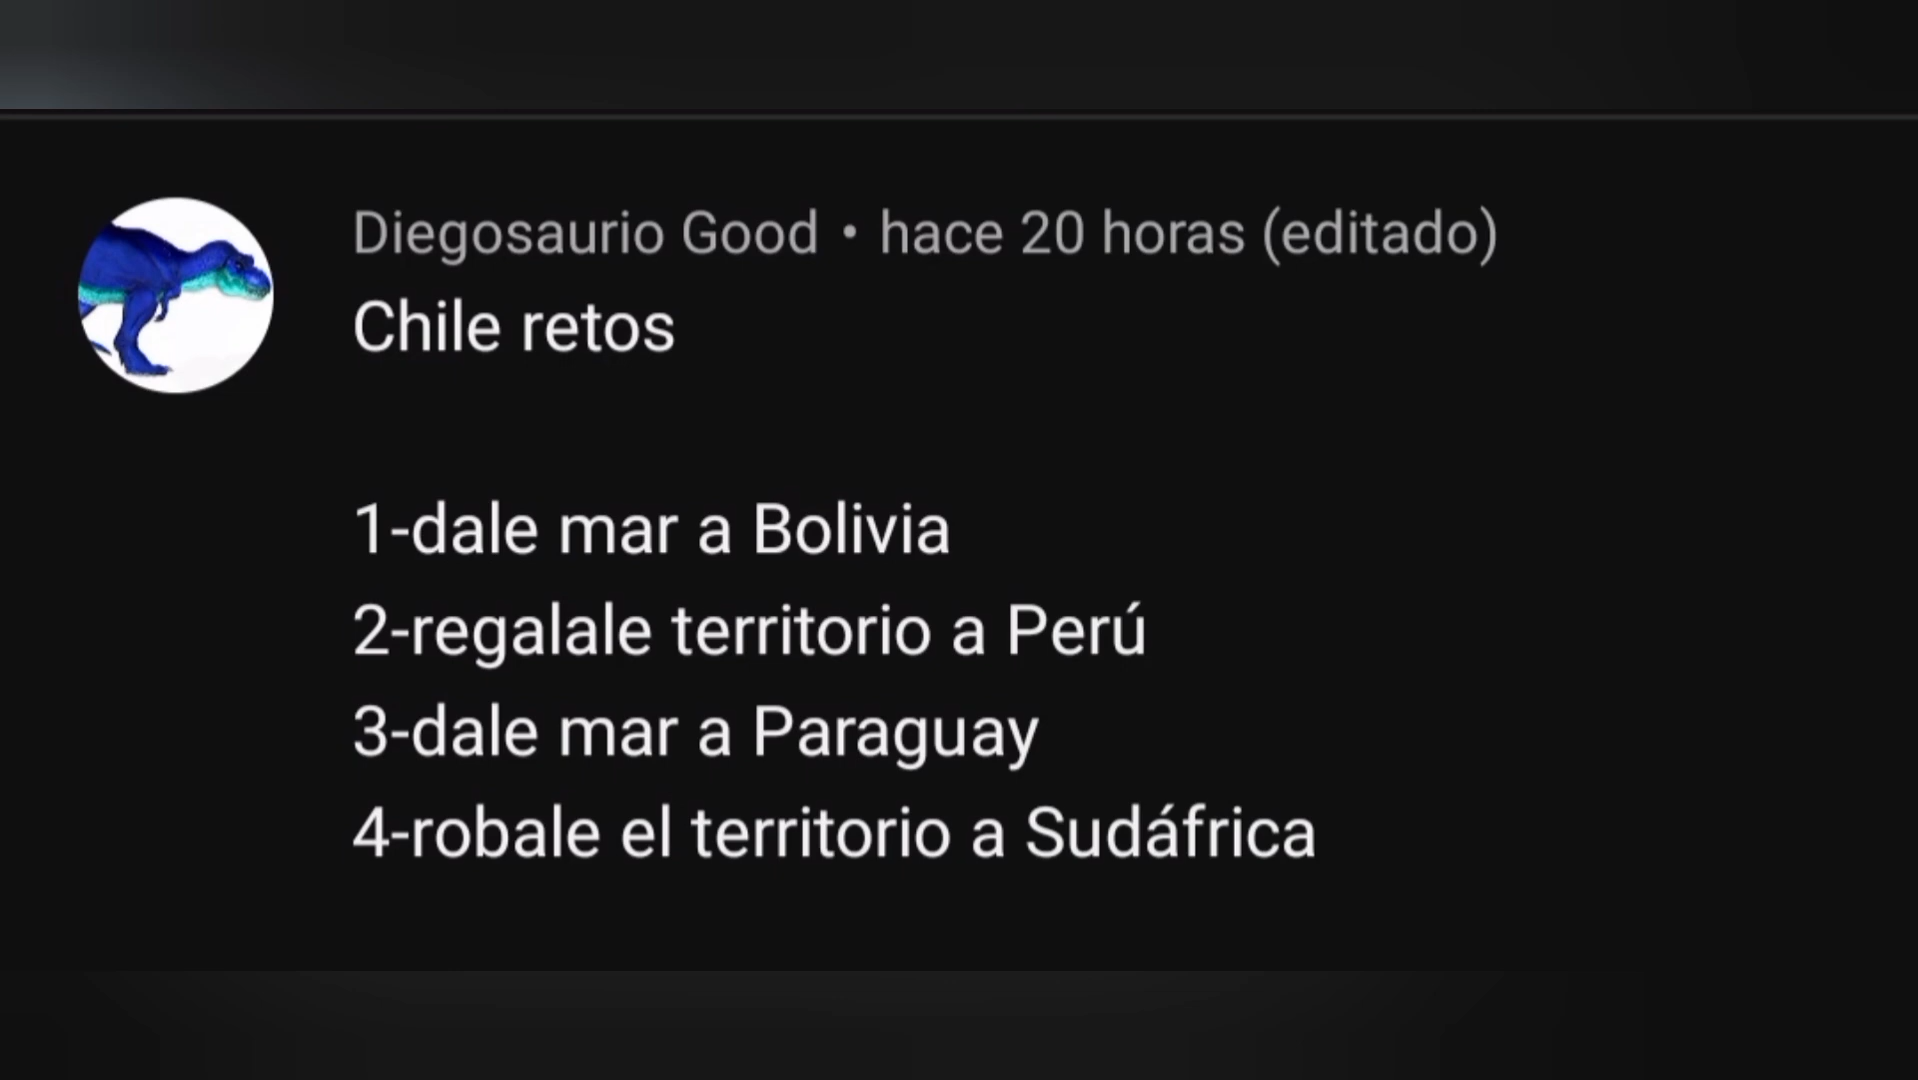 Diegosaurio Good • hace 20 horas (editado)
Chile retos
1-dale mar a Bolivia
2-regalale territorio a Perú
3-dale mar a Paraguay
4-robale el territorio a Sudáfrica